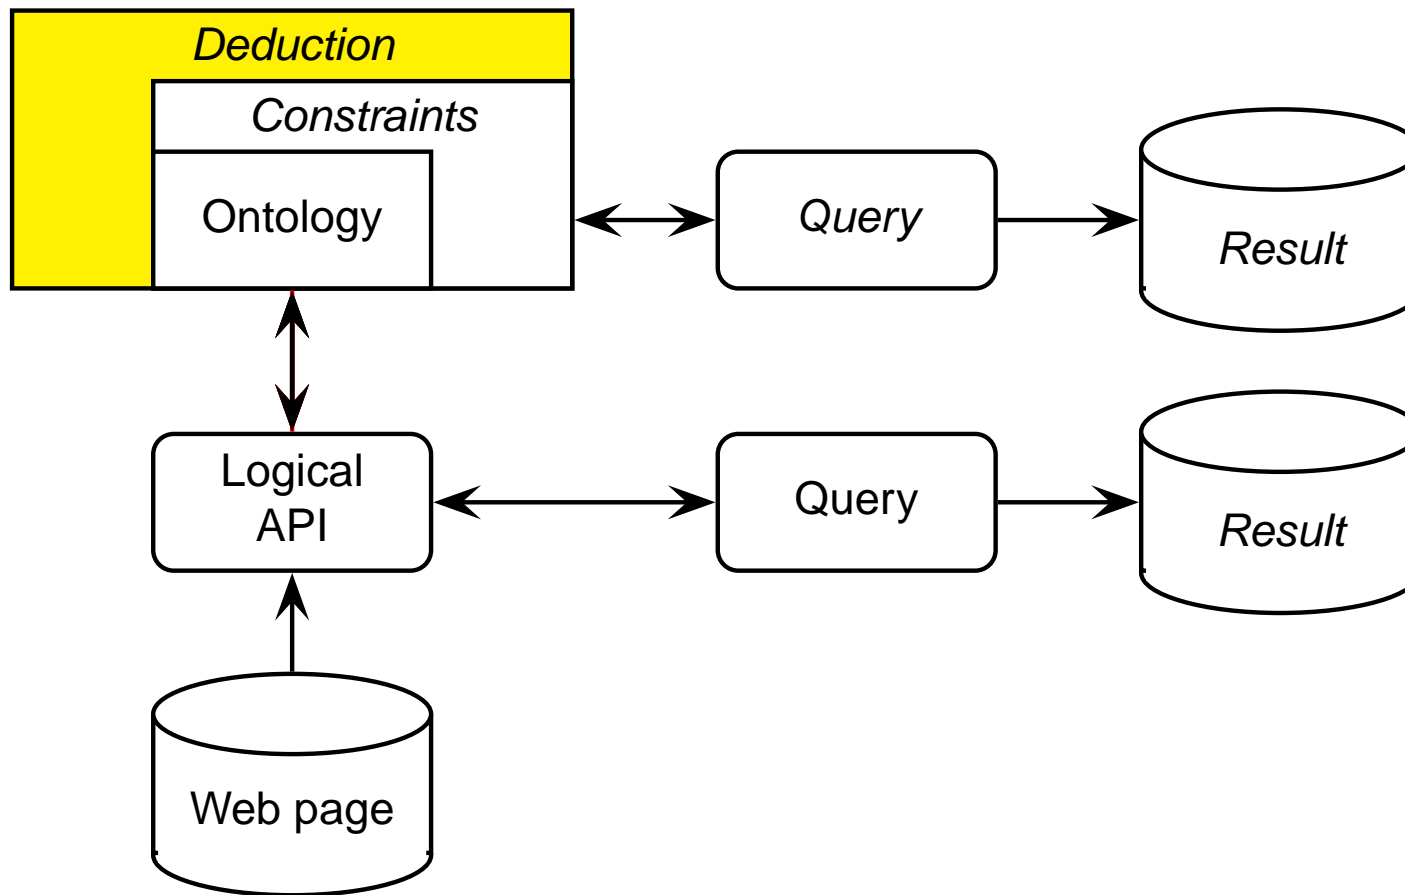 Deduction
Constraints
Ontology
Query
Result
Logical
API
Query
Result
Web page